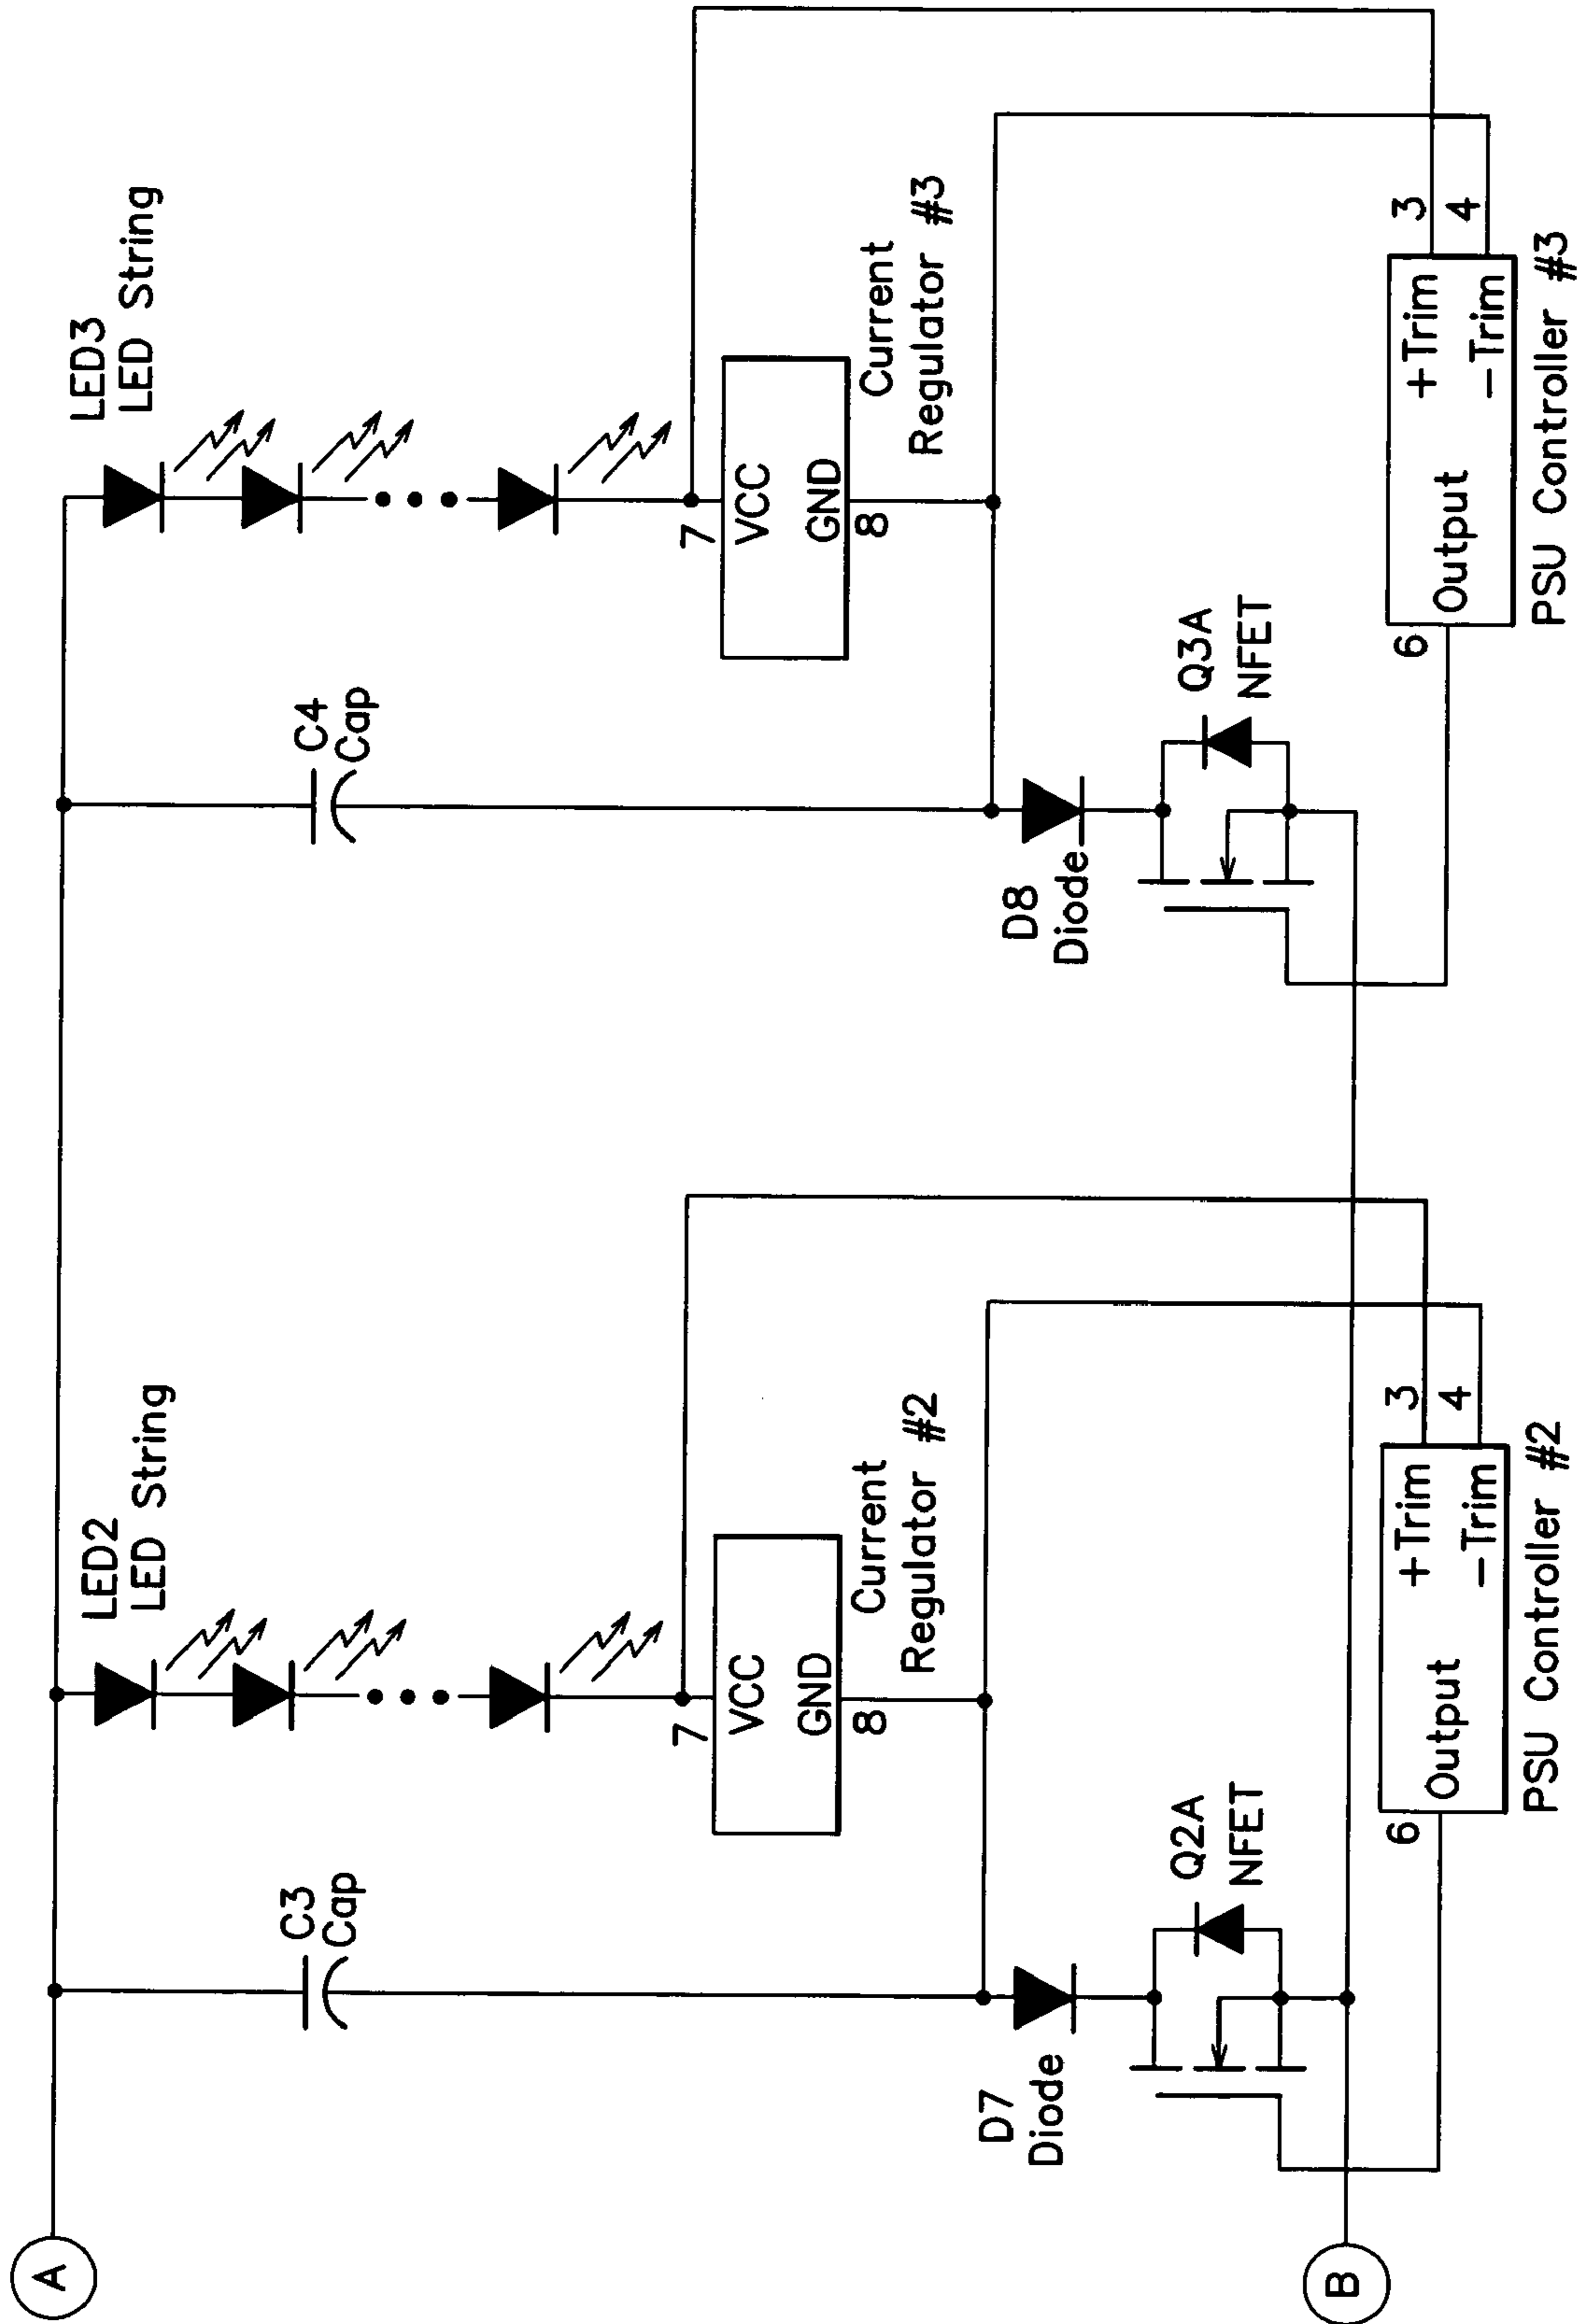 A
B
C3
Cap
LED2
LED String
7
VCC
GND
8
Current
Regulator #2
D7
Diode
Q2A
NFET
6
Output
+Trim
-Trim
3
4
PSU Controller #2
C4
Cap
LED3
LED String
7
VCC
GND
8
Current
Regulator #3
D8
Diode
Q3A
NFET
6
Output
+Trim
-Trim
3
4
PSU Controller #3